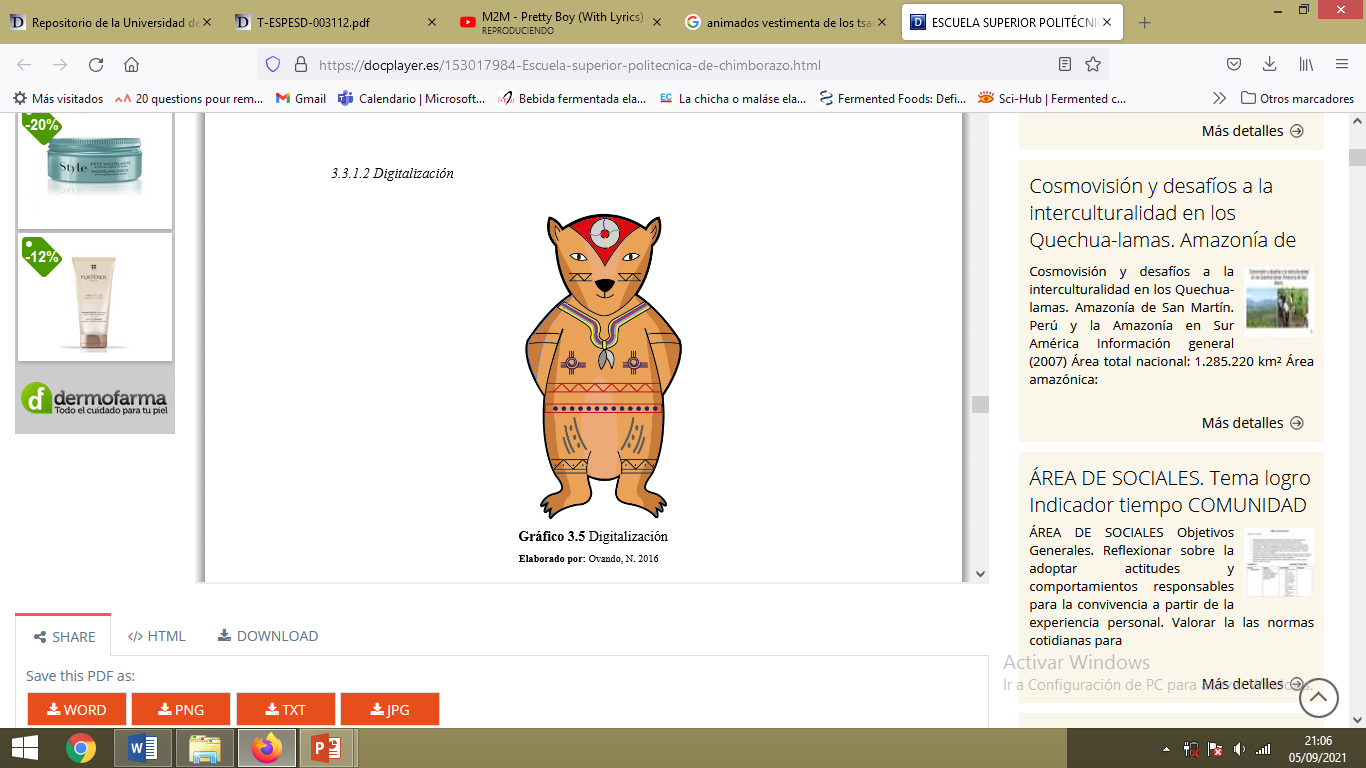 Repositorio de la Universidad de
T-ESPESD-003112.pdf
M2M - Pretty Boy (With Lyrics)
REPRODUCIENDO
animados vestimenta de los tsac
ESCUELA SUPERIOR POLITÉCNI
https://docplayer.es/153017984-Escuela-superior-politecnica-de-chimborazo.html
Más visitados
20 questions pour rem...
Gmail
Calendario | Microsoft...
Bebida fermentada ela...
La chicha o maláse ela...
Fermented Foods: Defi...
Sci-Hub | Fermented c...
Otros marcadores
-20%
Style
PÂTE MODELANTE
MODELING PASTE
-12%
FURTERER
dermofarma
Todo el cuidado para tu piel
3.3.1.2 Digitalización
Gráfico 3.5 Digitalización
Elaborado por: Ovando, N. 2016
Más detalles
Cosmovisión y desafíos a la
interculturalidad en los
Quechua-lamas. Amazonía de
Cosmovisión y desafíos a la
interculturalidad en los Quechua-
lamas. Amazonía de San Martín.
Perú y la Amazonía en Sur
América Información general
(2007) Área total nacional: 1.285.220 km² Área
amazónica:
Más detalles
ÁREA DE SOCIALES. Tema logro
Indicador tiempo COMUNIDAD
ÁREA DE SOCIALES Objetivos
Generales. Reflexionar sobre la
adoptar actitudes y
comportamientos responsables
para la convivencia a partir de la
experiencia personal. Valorar la las normas
cotidianas para
Más detalles
Activar Windows
Ir a Configuración de PC para activar Windows.
SHARE
HTML
DOWNLOAD
Save this PDF as:
WORD
PNG
TXT
JPG
21:06
05/09/2021